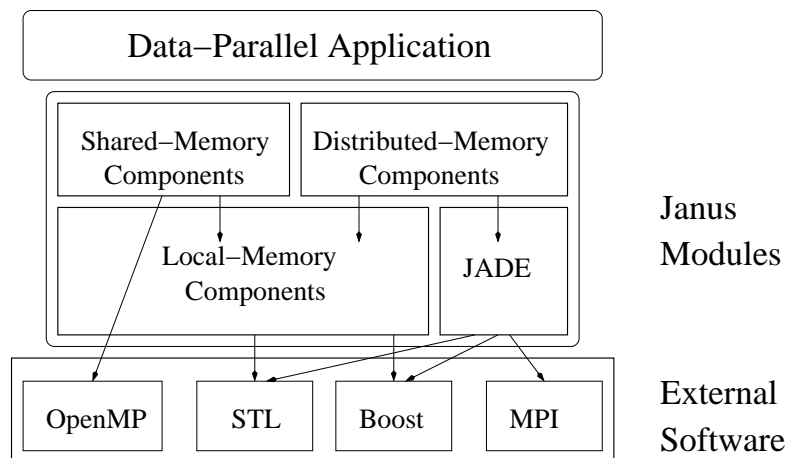 Data−Parallel Application
Shared−Memory
Components
Distributed−Memory
Components
Janus
Modules
Local−Memory
Components
JADE
External
Software
OpenMP
STL
Boost
MPI